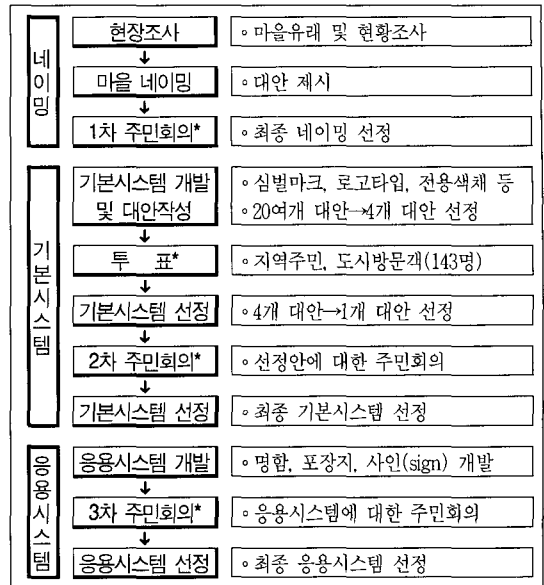 네이밍
현장조사
◦마을유래 및 현황조사
마을 네이밍
◦대안 제시
1차 주민회의*
◦최종 네이밍 선정
기본시스템
기본시스템 개발
및 대안작성
◦심벌마크, 로고타입, 전용색채 등
◦20여개 대안→4개 대안 선정
투 표*
◦지역주민, 도시방문객(143명)
기본시스템 선정
◦4개 대안→1개 대안 선정
2차 주민회의*
◦선정안에 대한 주민회의
기본시스템 선정
◦최종 기본시스템 선정
응용시스템
응용시스템 개발
◦명함, 포장지, 사인(sign) 개발
3차 주민회의*
◦응용시스템에 대한 주민회의
응용시스템 선정
◦최종 응용시스템 선정